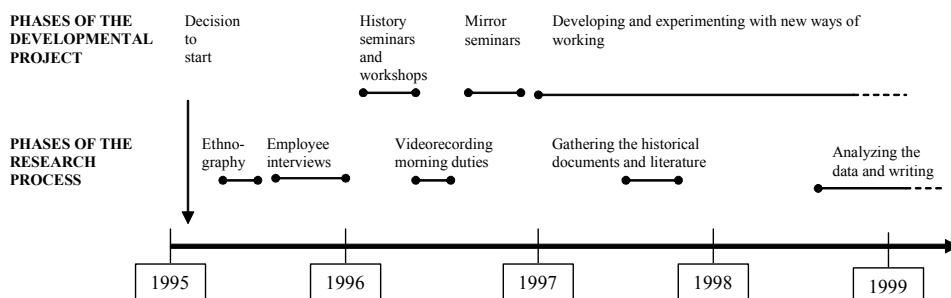 PHASES OF THE
DEVELOPMENTAL
PROJECT
Decision
to
start
History
seminars
and
workshops
Mirror
seminars
Developing and experimenting with new ways of
working
PHASES OF THE
RESEARCH
PROCESS
Ethno-
graphy
Employee
interviews
Videorecording
morning duties
Gathering the historical
documents and literature
Analyzing the
data and writing
1995
1996
1997
1998
1999